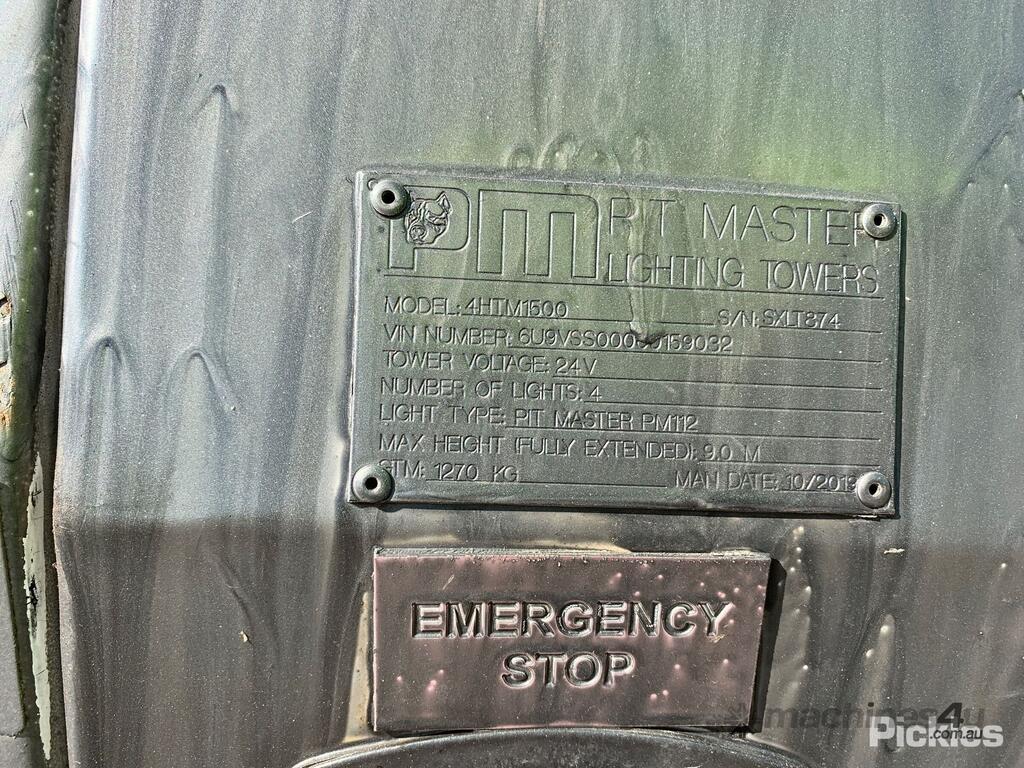 PM PIT MASTER
LIGHTING TOWERS
MODEL: 4HTM1500 S/N: SXLT874
VIN NUMBER:
TOWER VOLTAGE: 24V
NUMBER OF LIGHTS: 4
LIGHT TYPE: PIT MASTER PM112
MAX HEIGHT (FULLY EXTENDED): 9.0 M
GTM: 1270 KG MAN DATE:
EMERGENCY
STOP
machines4u
.com.au
Pickles